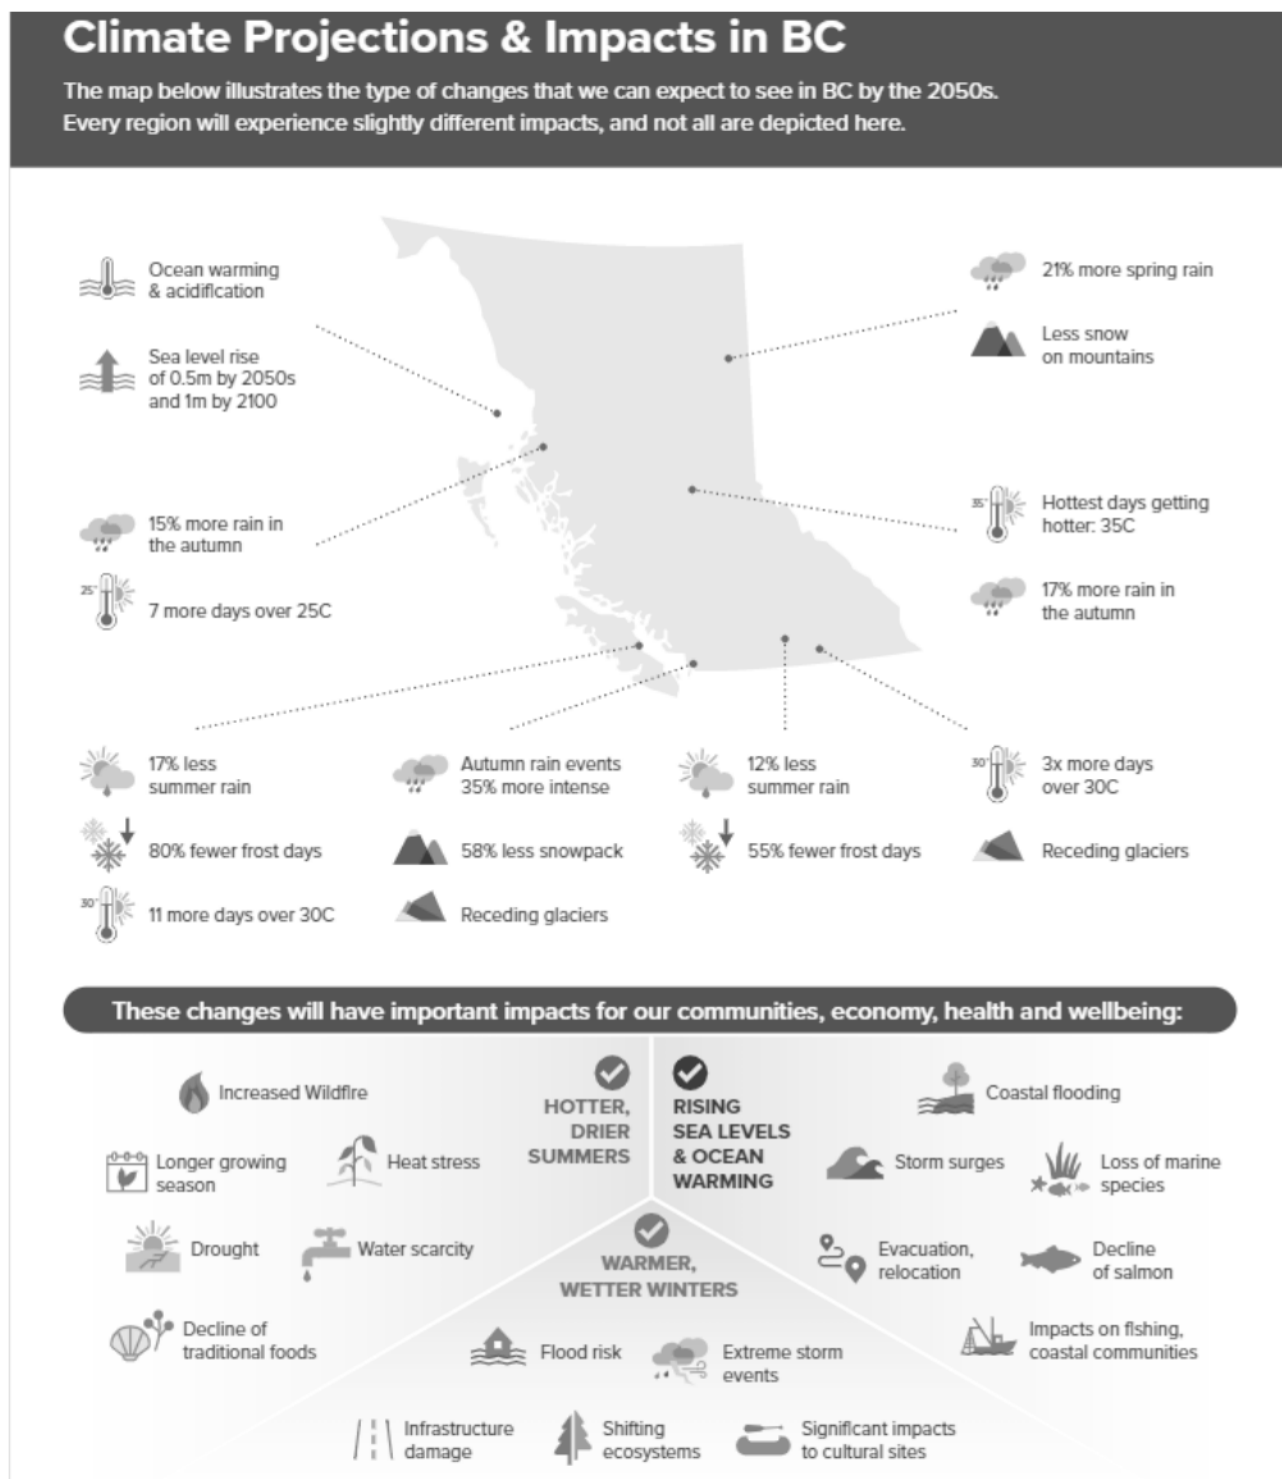 Climate Projections & Impacts in BC
The map below illustrates the type of changes that we can expect to see in BC by the 2050s.
Every region will experience slightly different impacts, and not all are depicted here.
Ocean warming
& acidification
Sea level rise
of 0.5m by 2050s
and 1m by 2100
15% more rain in
the autumn
25°
7 more days over 25C
21% more spring rain
Less snow
on mountains
35°
Hottest days getting
hotter: 35C
17% more rain in
the autumn
17% less
summer rain
80% fewer frost days
30°
11 more days over 30C
Autumn rain events
35% more intense
58% less snowpack
Receding glaciers
12% less
summer rain
55% fewer frost days
30°
3x more days
over 30C
Receding glaciers
These changes will have important impacts for our communities, economy, health and wellbeing:
HOTTER,
DRIER
SUMMERS
Increased Wildfire
Longer growing
season
Heat stress
Drought
Water scarcity
Decline of
traditional foods
RISING
SEA LEVELS
& OCEAN
WARMING
Coastal flooding
Storm surges
Loss of marine
species
Evacuation,
relocation
Decline
of salmon
Impacts on fishing,
coastal communities
WARMER,
WETTER WINTERS
Flood risk
Extreme storm
events
Infrastructure
damage
Shifting
ecosystems
Significant impacts
to cultural sites